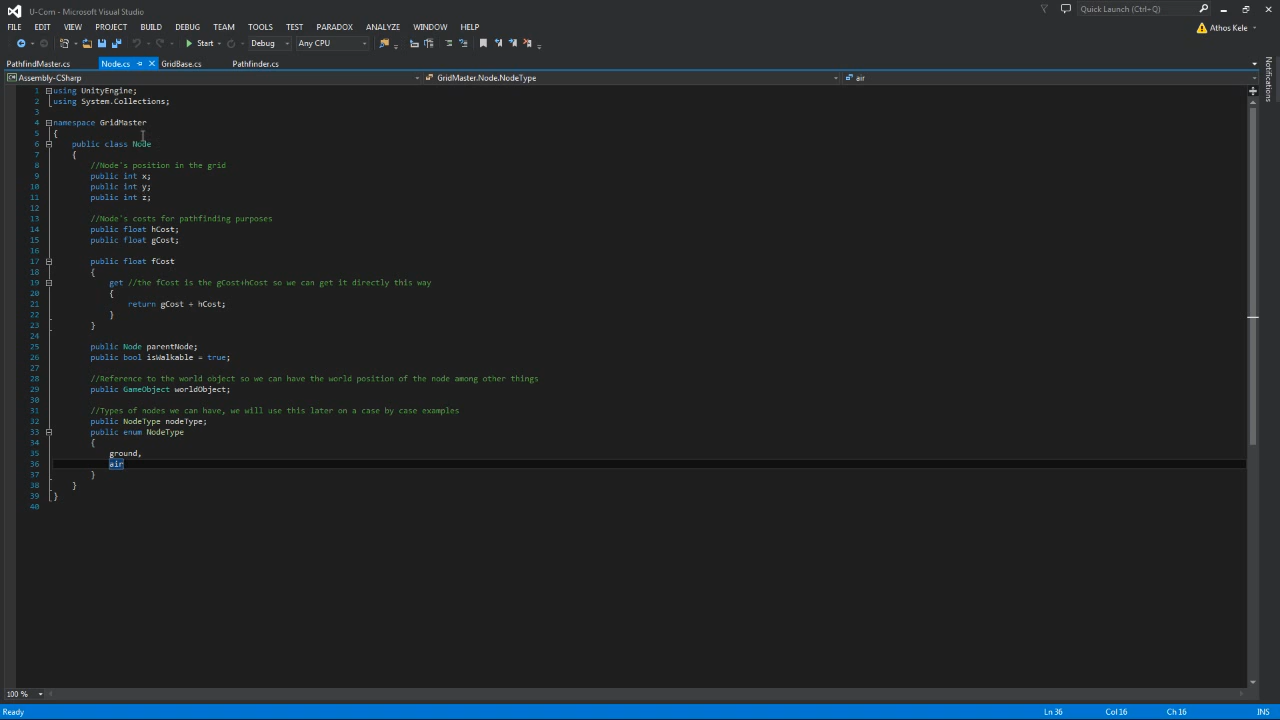 U-Com - Microsoft Visual Studio
Quick Launch (Ctrl+Q)
FILE EDIT VIEW PROJECT BUILD DEBUG TEAM TOOLS TEST PARADOX ANALYZE WINDOW HELP
Athos Kele
Start Debug Any CPU
PathfindMaster.cs Node.cs GridBase.cs Pathfinder.cs
Notifications
Assembly-CSharp GridMaster.Node.NodeType air
1 using UnityEngine;
2 using System.Collections;
3
4 namespace GridMaster
5 {
6 public class Node
7 {
8 //Node's position in the grid
9 public int x;
10 public int y;
11 public int z;
12
13 //Node's costs for pathfinding purposes
14 public float hCost;
15 public float gCost;
16
17 public float fCost
18 {
19 get //the fCost is the gCost+hCost so we can get it directly this way
20 {
21 return gCost + hCost;
22 }
23 }
24
25 public Node parentNode;
26 public bool isWalkable = true;
27
28 //Reference to the world object so we can have the world position of the node among other things
29 public GameObject worldObject;
30
31 //Types of nodes we can have, we will use this later on a case by case examples
32 public NodeType nodeType;
33 public enum NodeType
34 {
35 ground,
36 air
37 }
38 }
39 }
40
100 %
Ready Ln 36 Col 16 Ch 16 INS